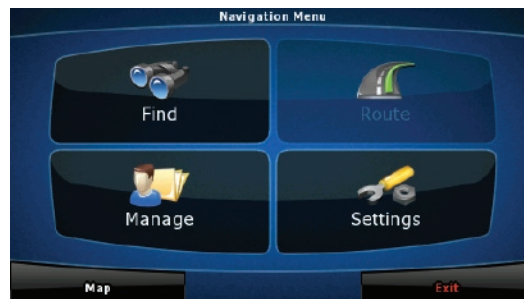 Navigation Menu
Find
Route
Manage
Settings
Map
Exit